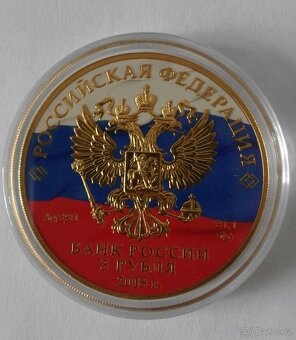 РОССИЙСКАЯ ФЕДЕРАЦИЯ
БАНК РОССИИ
3 РУБЛЯ